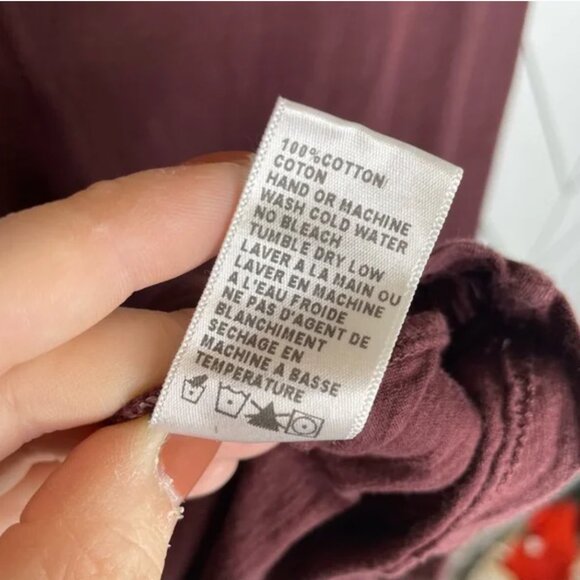 100%COTTON
COTON
HAND OR MACHINE
WASH COLD WATER
NO BLEACH
TUMBLE DRY LOW
LAVER A LA MAIN OU
LAVER EN MACHINE
A L'EAU FROIDE
NE PAS D'AGENT DE
BLANCHIMENT
SECHAGE EN
MACHINE A BASSE
TEMPERATURE